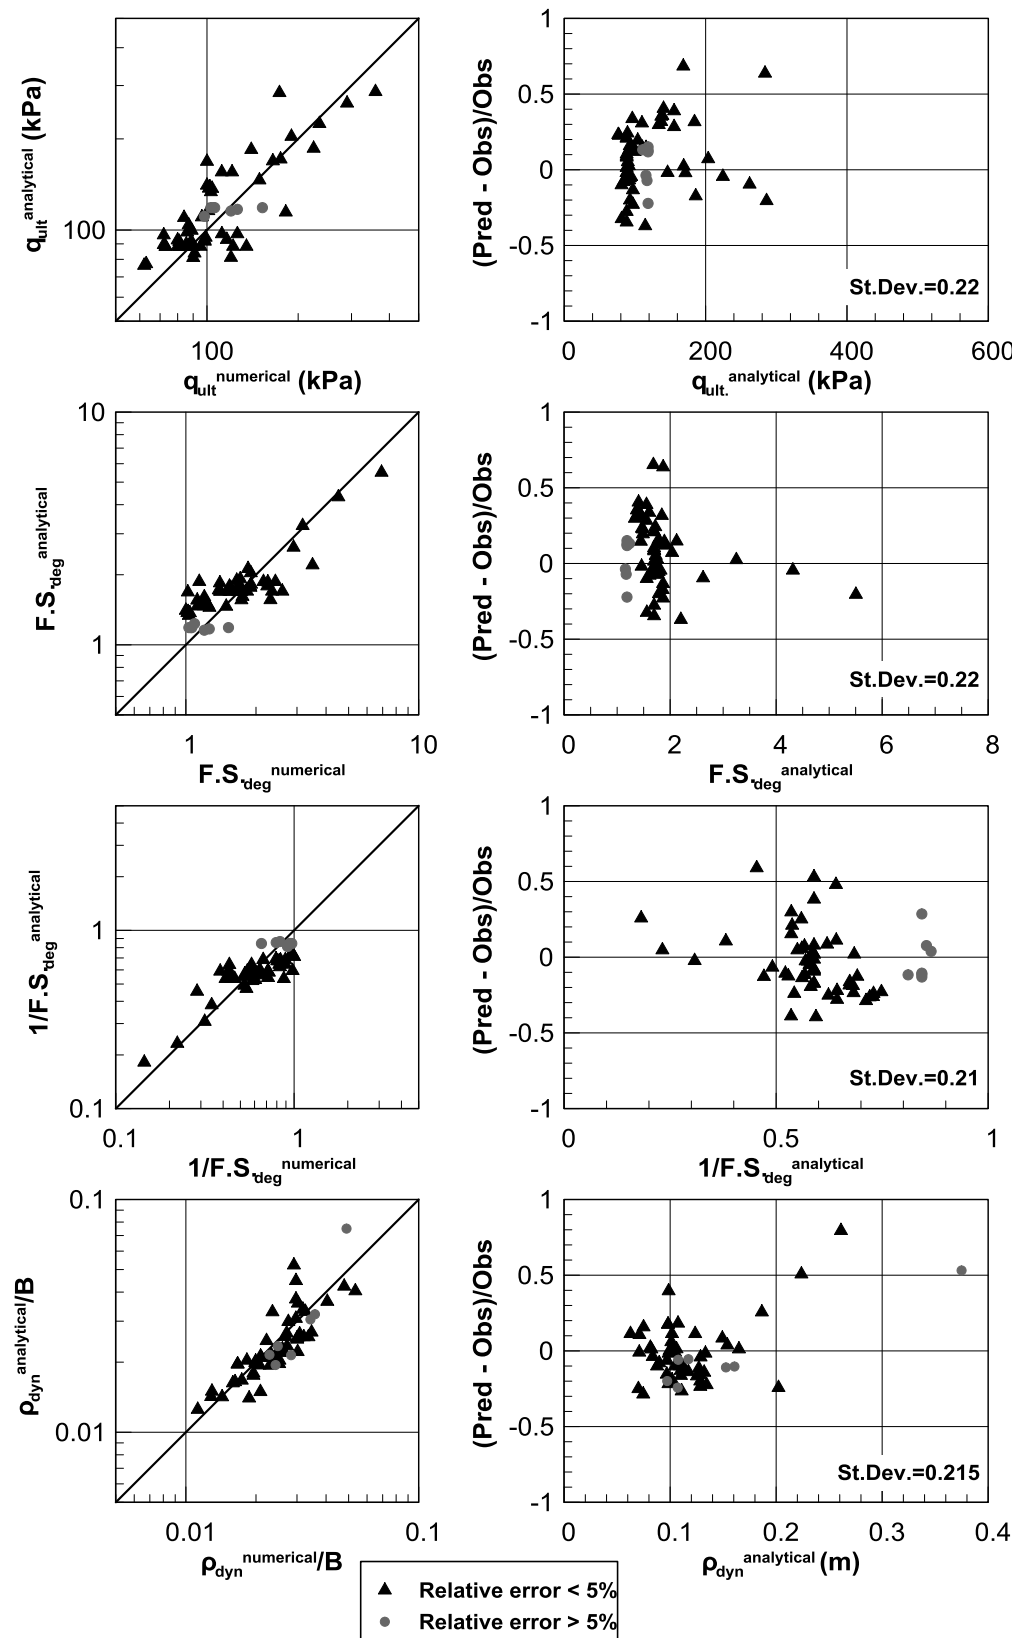 q_ult^analytical (kPa)
100
100
q_ult^numerical (kPa)
(Pred - Obs)/Obs
1
0.5
0
-0.5
-1
St.Dev.=0.22
0 200 400 600
q_ult.^analytical (kPa)
F.S._deg^analytical
10
1
1 10
F.S._deg^numerical
(Pred - Obs)/Obs
1
0.5
0
-0.5
-1
St.Dev.=0.22
0 2 4 6 8
F.S._deg^analytical
1/F.S._deg^analytical
1
0.1
0.1 1
1/F.S._deg^numerical
(Pred - Obs)/Obs
1
0.5
0
-0.5
-1
St.Dev.=0.21
0 0.5 1
1/F.S._deg^analytical
ρ_dyn^analytical/B
0.1
0.01
0.01 0.1
ρ_dyn^numerical/B
(Pred - Obs)/Obs
1
0.5
0
-0.5
-1
St.Dev.=0.215
0 0.1 0.2 0.3 0.4
ρ_dyn^analytical (m)
Relative error < 5%
Relative error > 5%